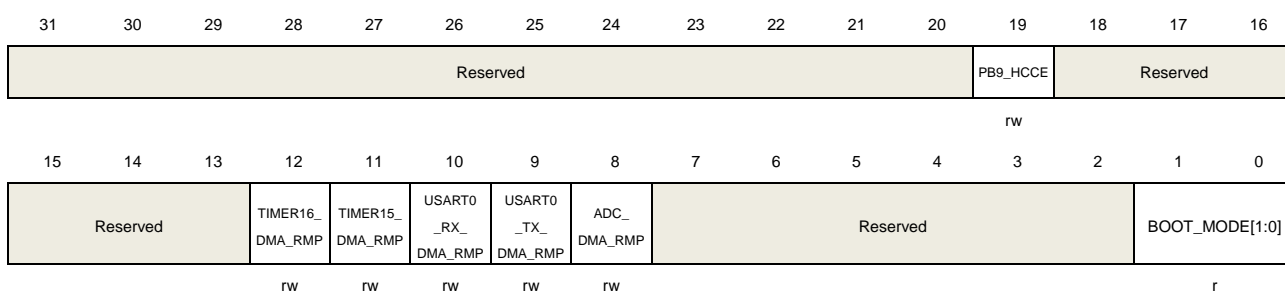 31 30 29 28 27 26 25 24 23 22 21 20 19 18 17 16
Reserved PB9_HCCE Reserved
rw
15 14 13 12 11 10 9 8 7 6 5 4 3 2 1 0
Reserved TIMER16_ DMA_RMP TIMER15_ DMA_RMP USART0 _RX_ DMA_RMP USART0 _TX_ DMA_RMP ADC_ DMA_RMP Reserved BOOT_MODE[1:0]
rw rw rw rw rw r